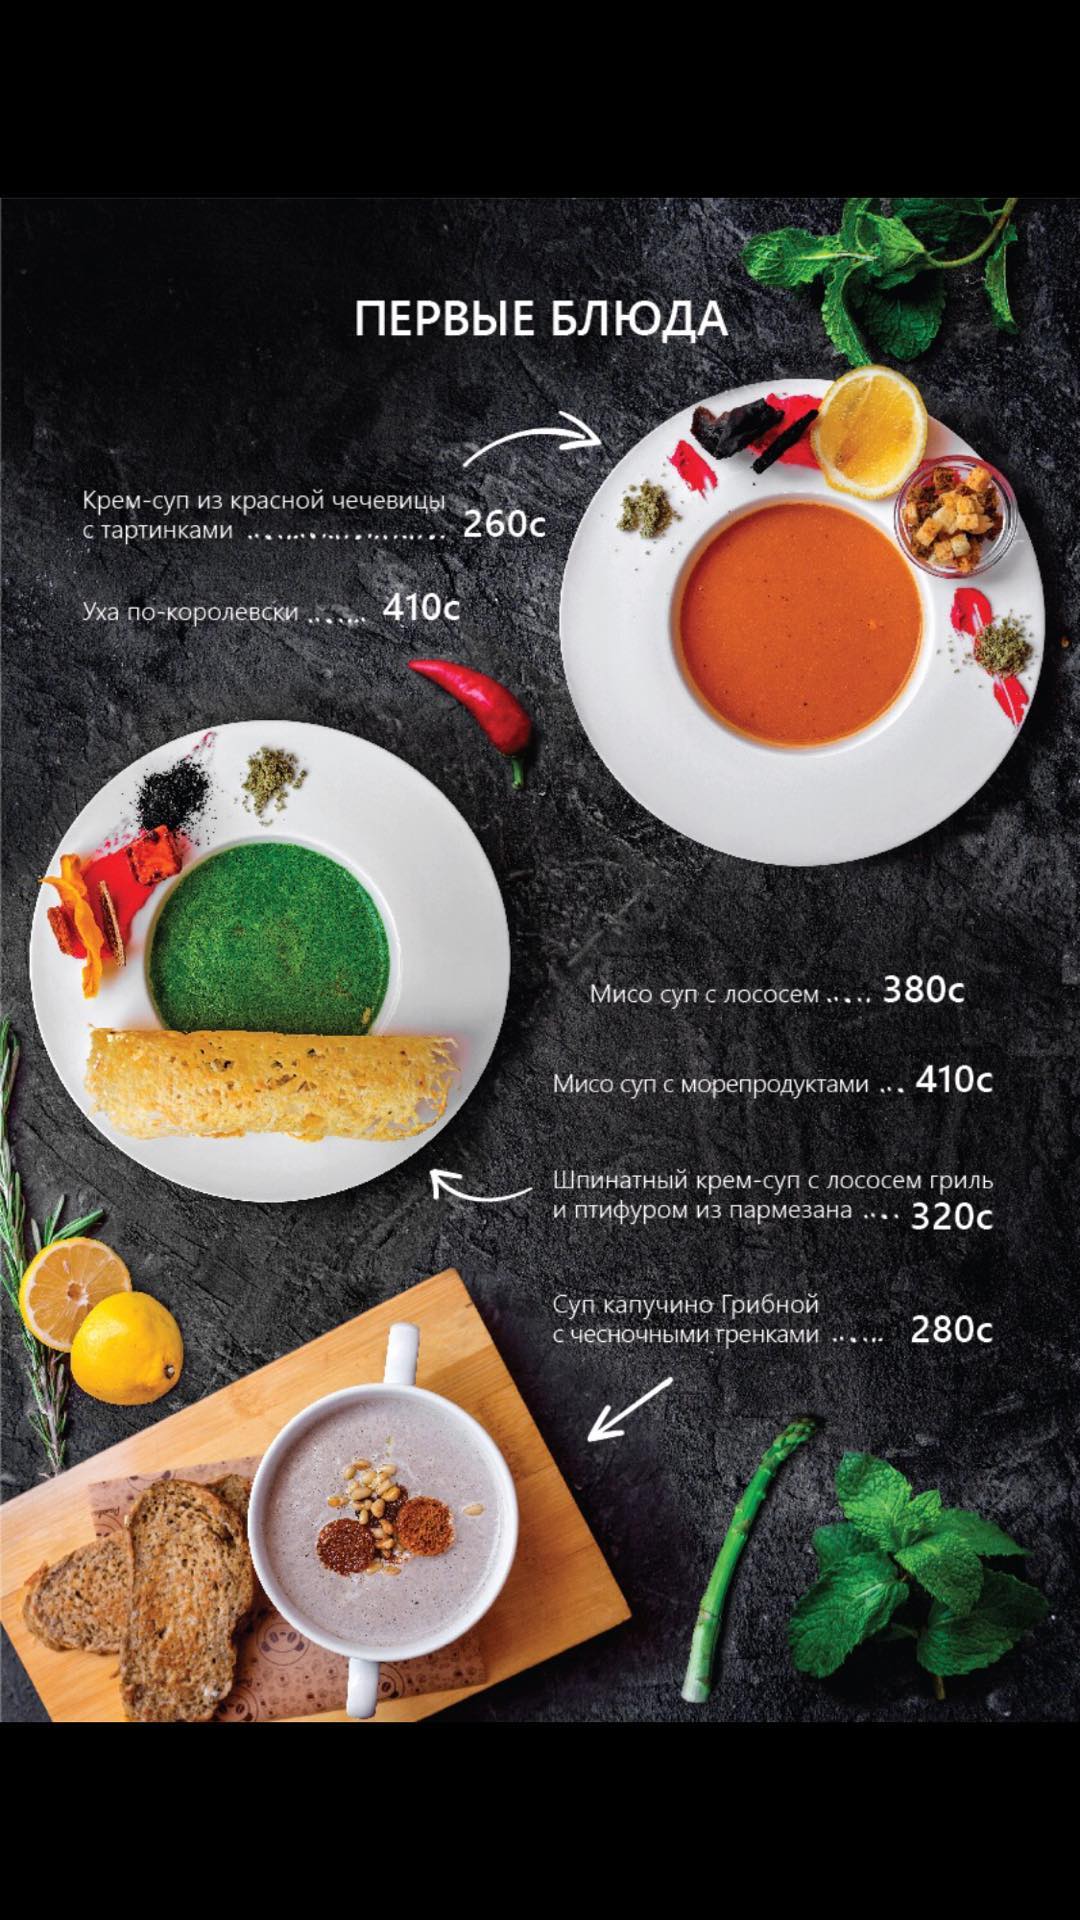 ПЕРВЫЕ БЛЮДА
Крем-суп из красной чечевицы
с тартинками ........................ 260с
Уха по-королевски ....... 410с
Мисо суп с лососем ..... 380с
Мисо суп с морепродуктами ... 410с
Шпинатный крем-суп с лососем гриль
и птифуром из пармезана .... 320с
Суп капучино Грибной
с чесночными гренками ...... 280с